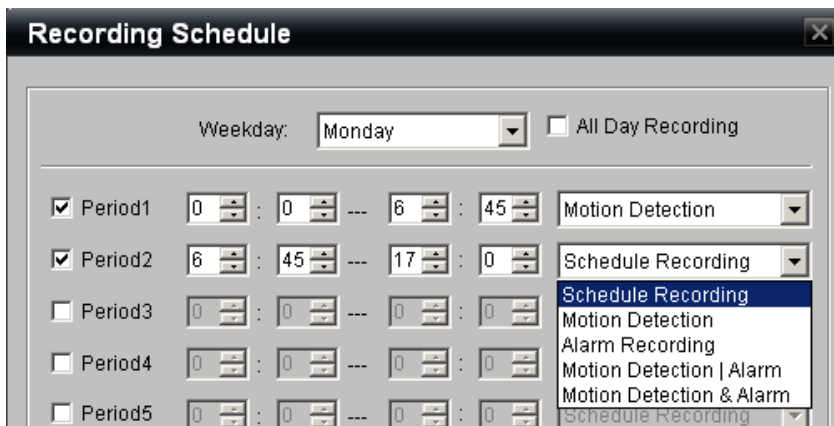 Recording Schedule
Weekday: Monday All Day Recording
Period1 0 : 0 --- 6 : 45 Motion Detection
Period2 6 : 45 --- 17 : 0 Schedule Recording
Schedule Recording
Period3 0 : 0 --- 0 : 0 Motion Detection
Alarm Recording
Period4 0 : 0 --- 0 : 0 Motion Detection | Alarm
Motion Detection & Alarm
Period5 0 : 0 --- 0 : 0 Schedule Recording